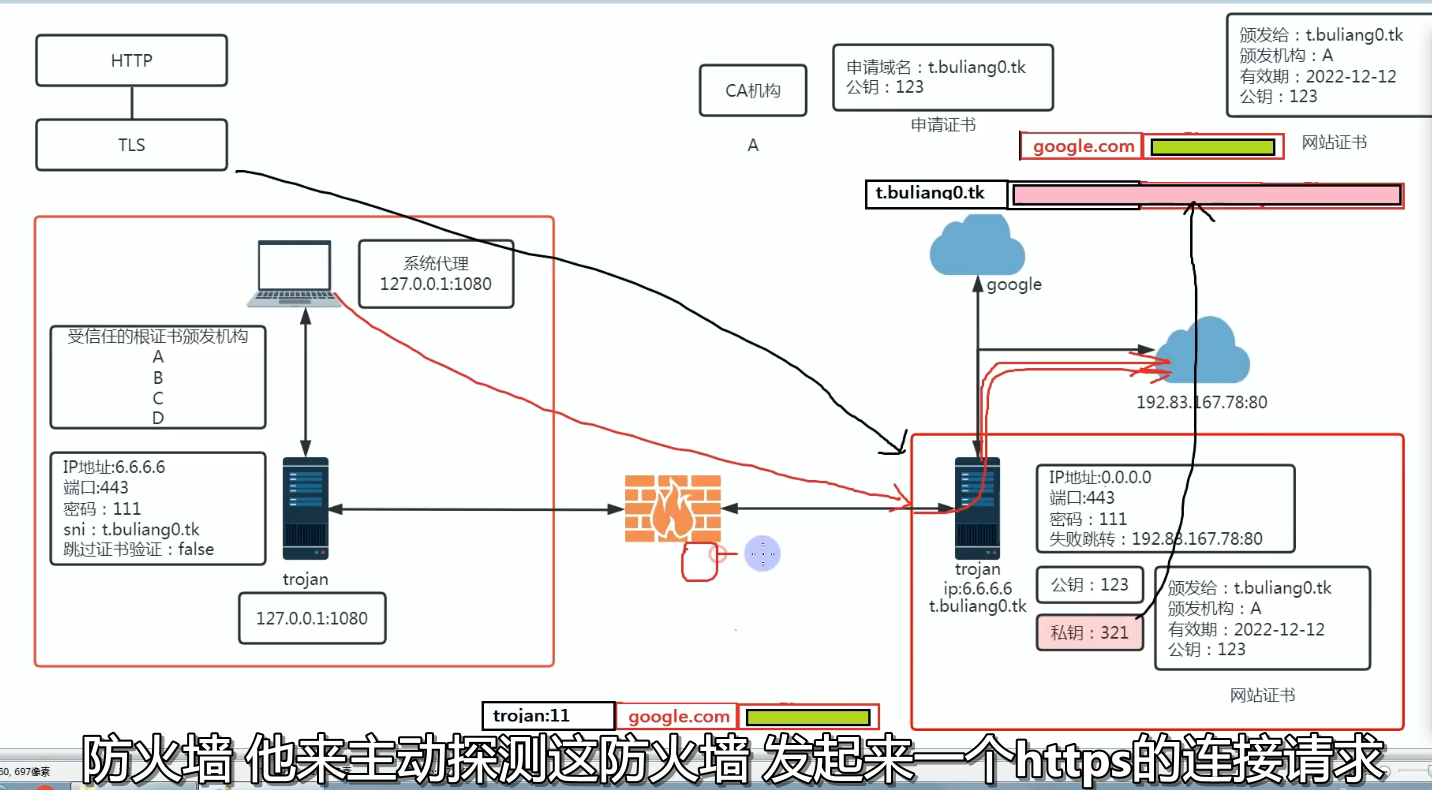 HTTP
TLS
CA机构
A
申请域名：t.buliang0.tk
公钥：123
申请证书
颁发给：t.buliang0.tk
颁发机构：A
有效期：2022-12-12
公钥：123
网站证书
google.com
t.buliang0.tk
google
192.83.167.78:80
系统代理
127.0.0.1:1080
受信任的根证书颁发机构
A
B
C
D
IP地址:6.6.6.6
端口:443
密码：111
sni：t.buliang0.tk
跳过证书验证：false
trojan
127.0.0.1:1080
trojan
ip:6.6.6.6
t.buliang0.tk
IP地址:0.0.0.0
端口:443
密码：111
失败跳转：192.83.167.78:80
公钥：123
私钥：321
颁发给：t.buliang0.tk
颁发机构：A
有效期：2022-12-12
公钥：123
网站证书
trojan:11
google.com
防火墙 他来主动探测这防火墙 发起来一个https的连接请求
60, 697像素